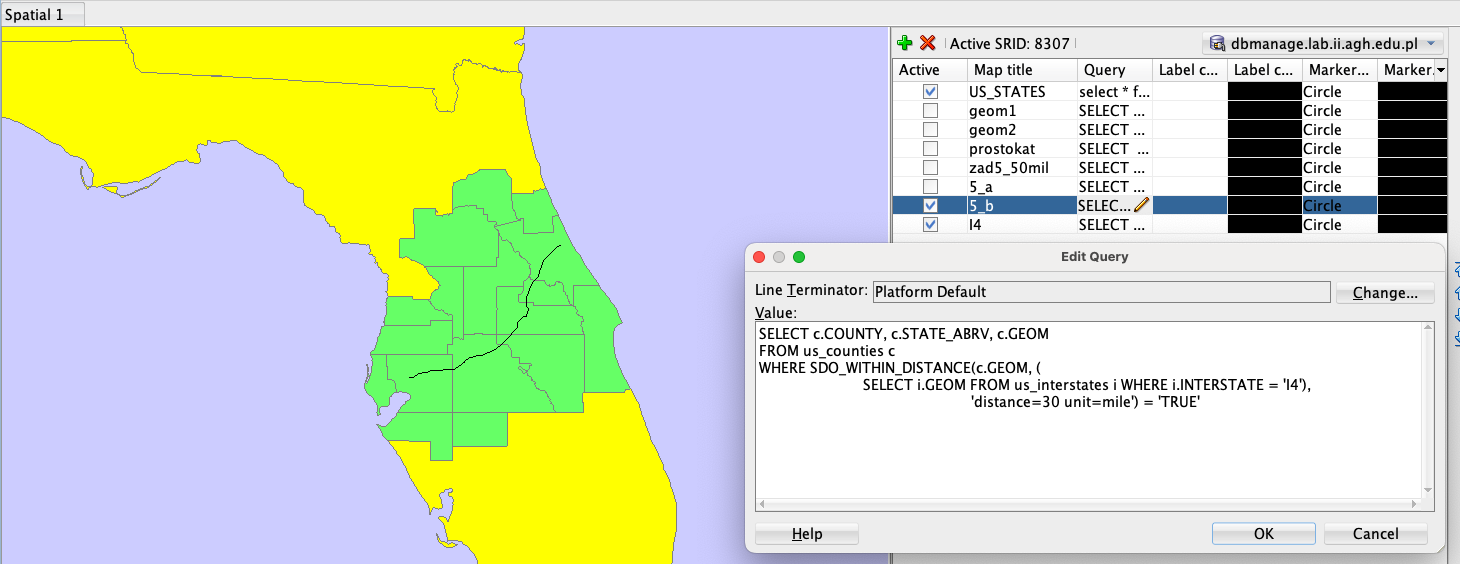 Spatial 1
Active SRID: 8307
dbmanage.lab.ii.agh.edu.pl
Active Map title Query Label c... Label c... Marker... Marker.
US_STATES select * f... Circle
geom1 SELECT ... Circle
geom2 SELECT ... Circle
prostokat SELECT ... Circle
zad5_50mil SELECT ... Circle
5_a SELECT ... Circle
5_b SELEC... Circle
I4 SELECT ... Circle
Edit Query
Line Terminator: Platform Default Change...
Value:
SELECT c.COUNTY, c.STATE_ABRV, c.GEOM
FROM us_counties c
WHERE SDO_WITHIN_DISTANCE(c.GEOM, (
SELECT i.GEOM FROM us_interstates i WHERE i.INTERSTATE = 'I4'),
'distance=30 unit=mile') = 'TRUE'
Help OK Cancel